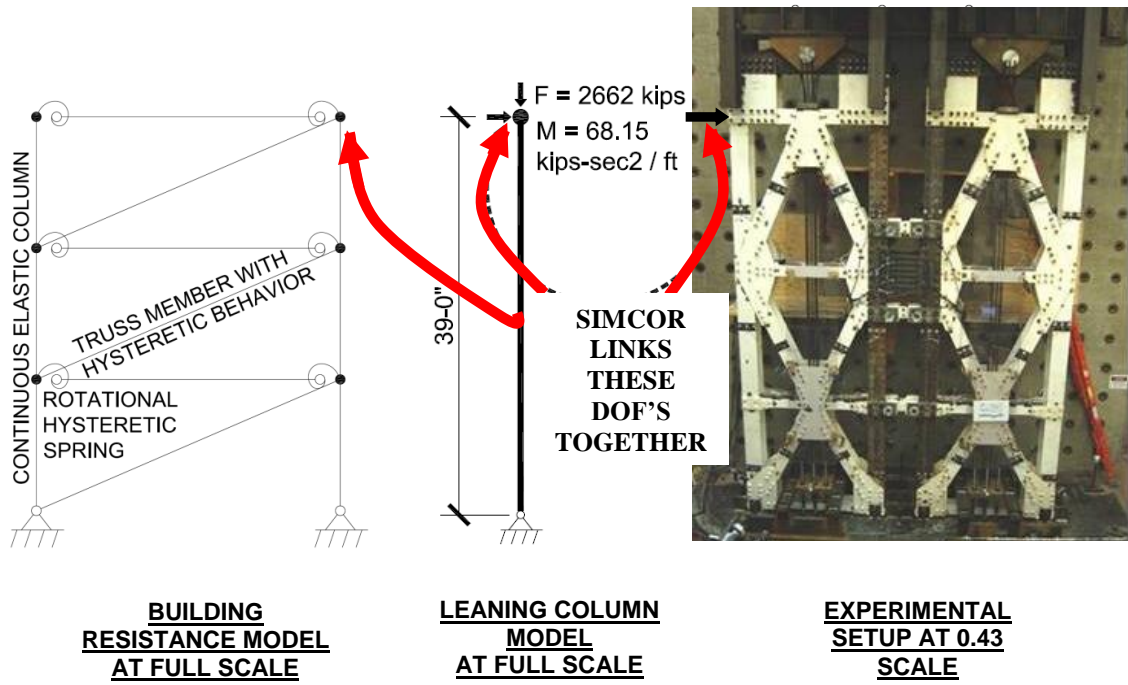 CONTINUOUS ELASTIC COLUMN
TRUSS MEMBER WITH
HYSTERETIC BEHAVIOR
ROTATIONAL
HYSTERETIC
SPRING
39-0"
F = 2662 kips
M = 68.15
kips-sec2 / ft
SIMCOR
LINKS
THESE
DOF'S
TOGETHER
BUILDING
RESISTANCE MODEL
AT FULL SCALE
LEANING COLUMN
MODEL
AT FULL SCALE
EXPERIMENTAL
SETUP AT 0.43
SCALE